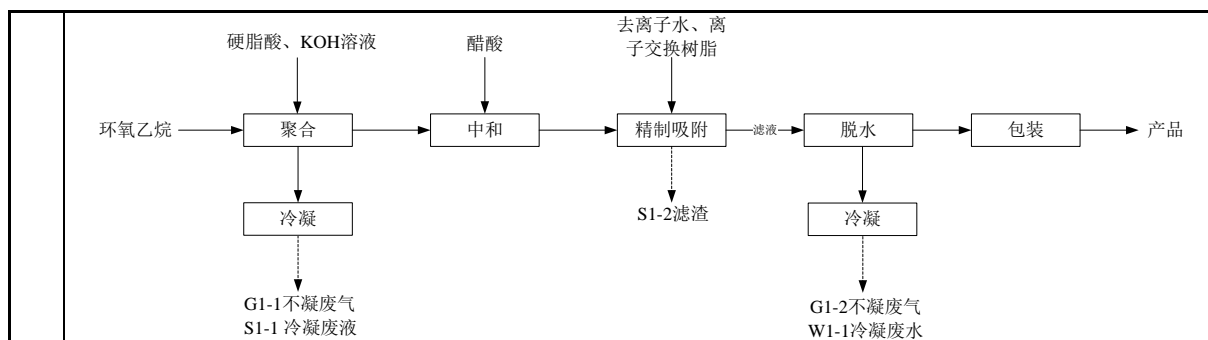 硬脂酸、KOH溶液
醋酸
去离子水、离
子交换树脂
环氧乙烷
聚合
中和
精制吸附
滤液
脱水
包装
产品
冷凝
S1-2滤渣
冷凝
G1-1不凝废气
S1-1 冷凝废液
G1-2不凝废气
W1-1冷凝废水